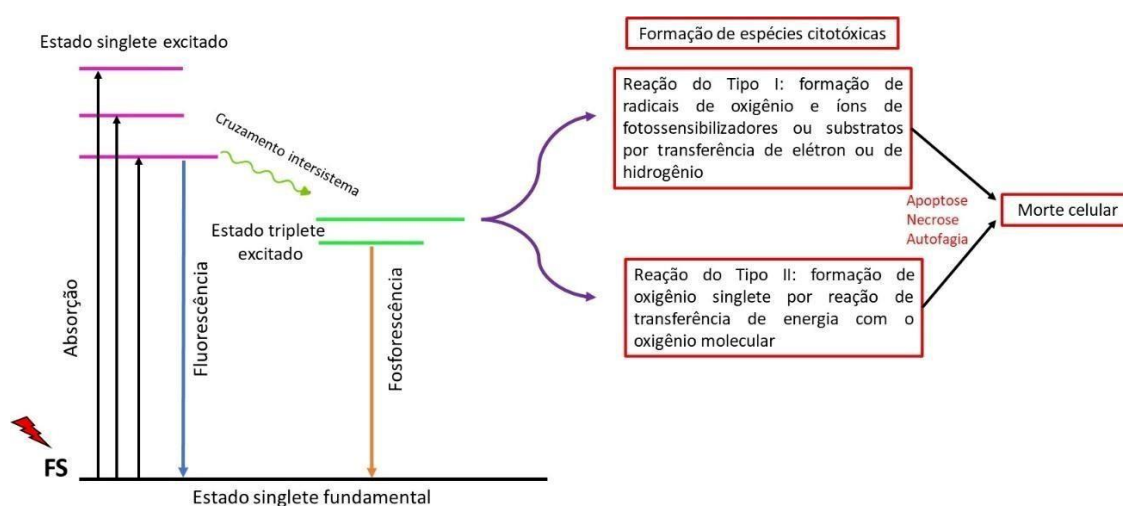 Estado singlete excitado
Cruzamento intersistema
Estado triplete
excitado
Absorção
Fluorescência
Fosforescência
FS
Estado singlete fundamental
Formação de espécies citotóxicas
Reação do Tipo I: formação de
radicais de oxigênio e íons de
fotossensibilizadores ou substratos
por transferência de elétron ou de
hidrogênio
Apoptose
Necrose
Autofagia
Morte celular
Reação do Tipo II: formação de
oxigênio singlete por reação de
transferência de energia com o
oxigênio molecular